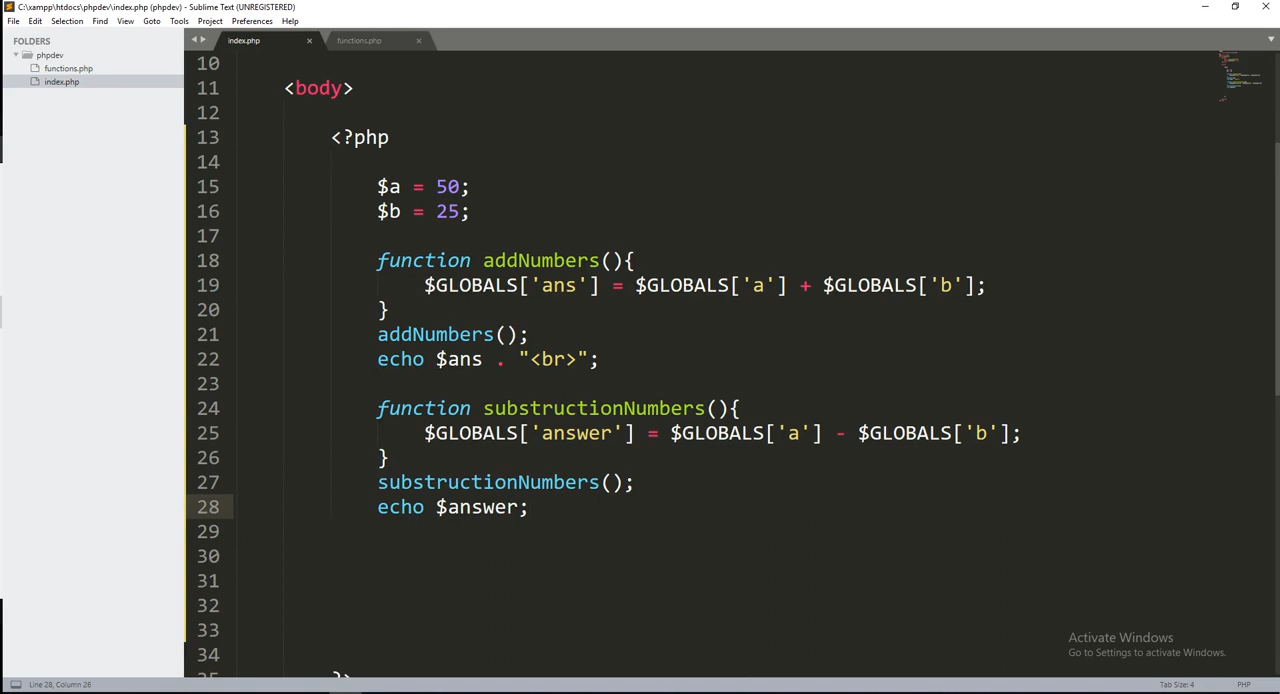 C:\xampp\htdocs\phpdev\index.php (phpdev) - Sublime Text (UNREGISTERED)
File Edit Selection Find View Goto Tools Project Preferences Help
FOLDERS
phpdev
functions.php
index.php
index.php functions.php
10
11 <body>
12
13 <?php
14
15 $a = 50;
16 $b = 25;
17
18 function addNumbers(){
19 $GLOBALS['ans'] = $GLOBALS['a'] + $GLOBALS['b'];
20 }
21 addNumbers();
22 echo $ans . "<br>";
23
24 function substructionNumbers(){
25 $GLOBALS['answer'] = $GLOBALS['a'] - $GLOBALS['b'];
26 }
27 substructionNumbers();
28 echo $answer;
29
30
31
32
33
34
35 ?>
Activate Windows
Go to Settings to activate Windows.
Line 28, Column 26
Tab Size: 4
PHP